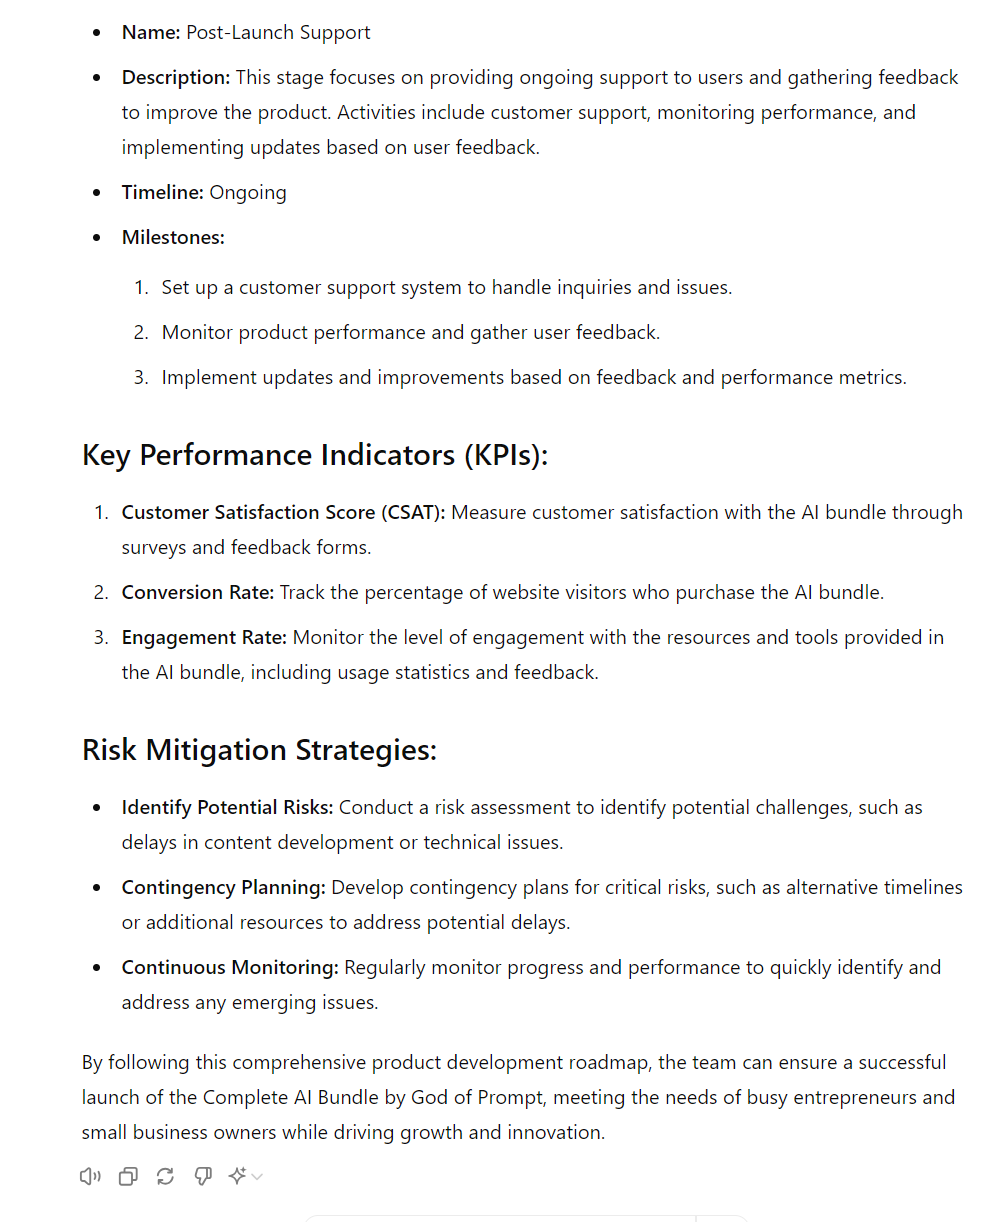 • Name: Post-Launch Support
• Description: This stage focuses on providing ongoing support to users and gathering feedback
to improve the product. Activities include customer support, monitoring performance, and
implementing updates based on user feedback.
• Timeline: Ongoing
• Milestones:
1. Set up a customer support system to handle inquiries and issues.
2. Monitor product performance and gather user feedback.
3. Implement updates and improvements based on feedback and performance metrics.
Key Performance Indicators (KPIs):
1. Customer Satisfaction Score (CSAT): Measure customer satisfaction with the AI bundle through
surveys and feedback forms.
2. Conversion Rate: Track the percentage of website visitors who purchase the AI bundle.
3. Engagement Rate: Monitor the level of engagement with the resources and tools provided in
the AI bundle, including usage statistics and feedback.
Risk Mitigation Strategies:
• Identify Potential Risks: Conduct a risk assessment to identify potential challenges, such as
delays in content development or technical issues.
• Contingency Planning: Develop contingency plans for critical risks, such as alternative timelines
or additional resources to address potential delays.
• Continuous Monitoring: Regularly monitor progress and performance to quickly identify and
address any emerging issues.
By following this comprehensive product development roadmap, the team can ensure a successful
launch of the Complete AI Bundle by God of Prompt, meeting the needs of busy entrepreneurs and
small business owners while driving growth and innovation.